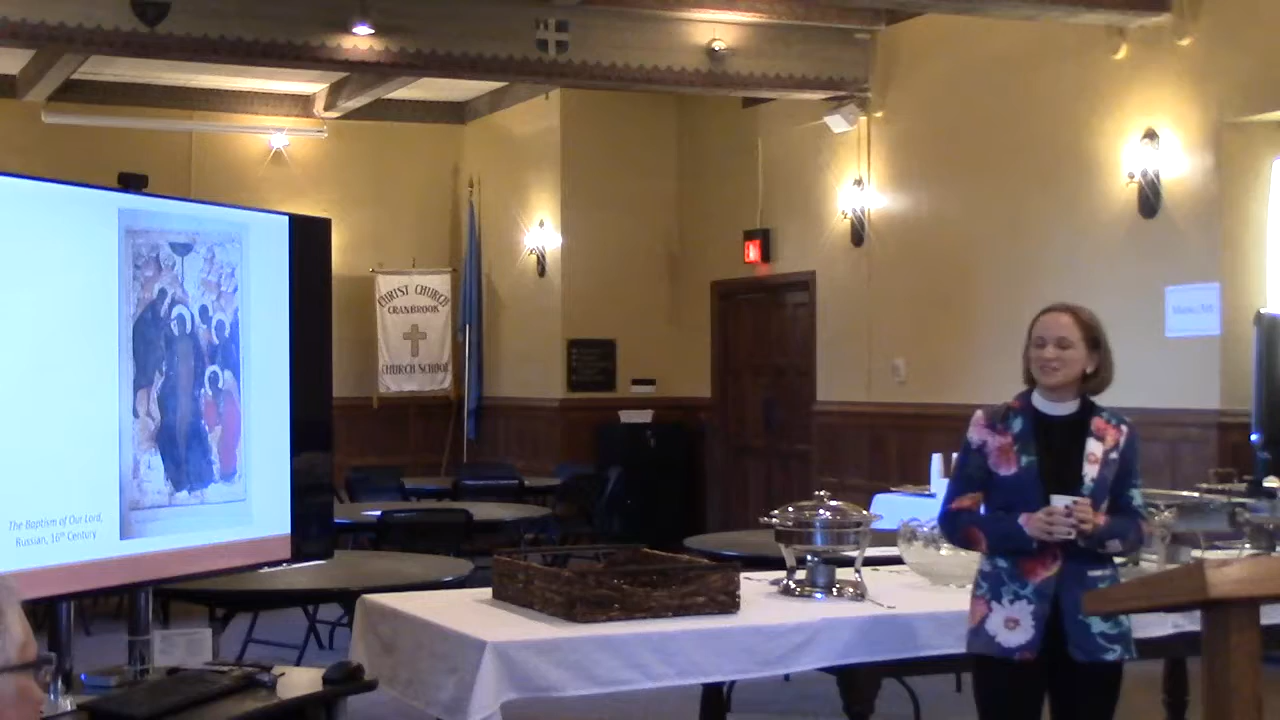 The Baptism of Our Lord,
Russian, 16th Century
CHRIST CHURCH
CRANBROOK
CHURCH SCHOOL